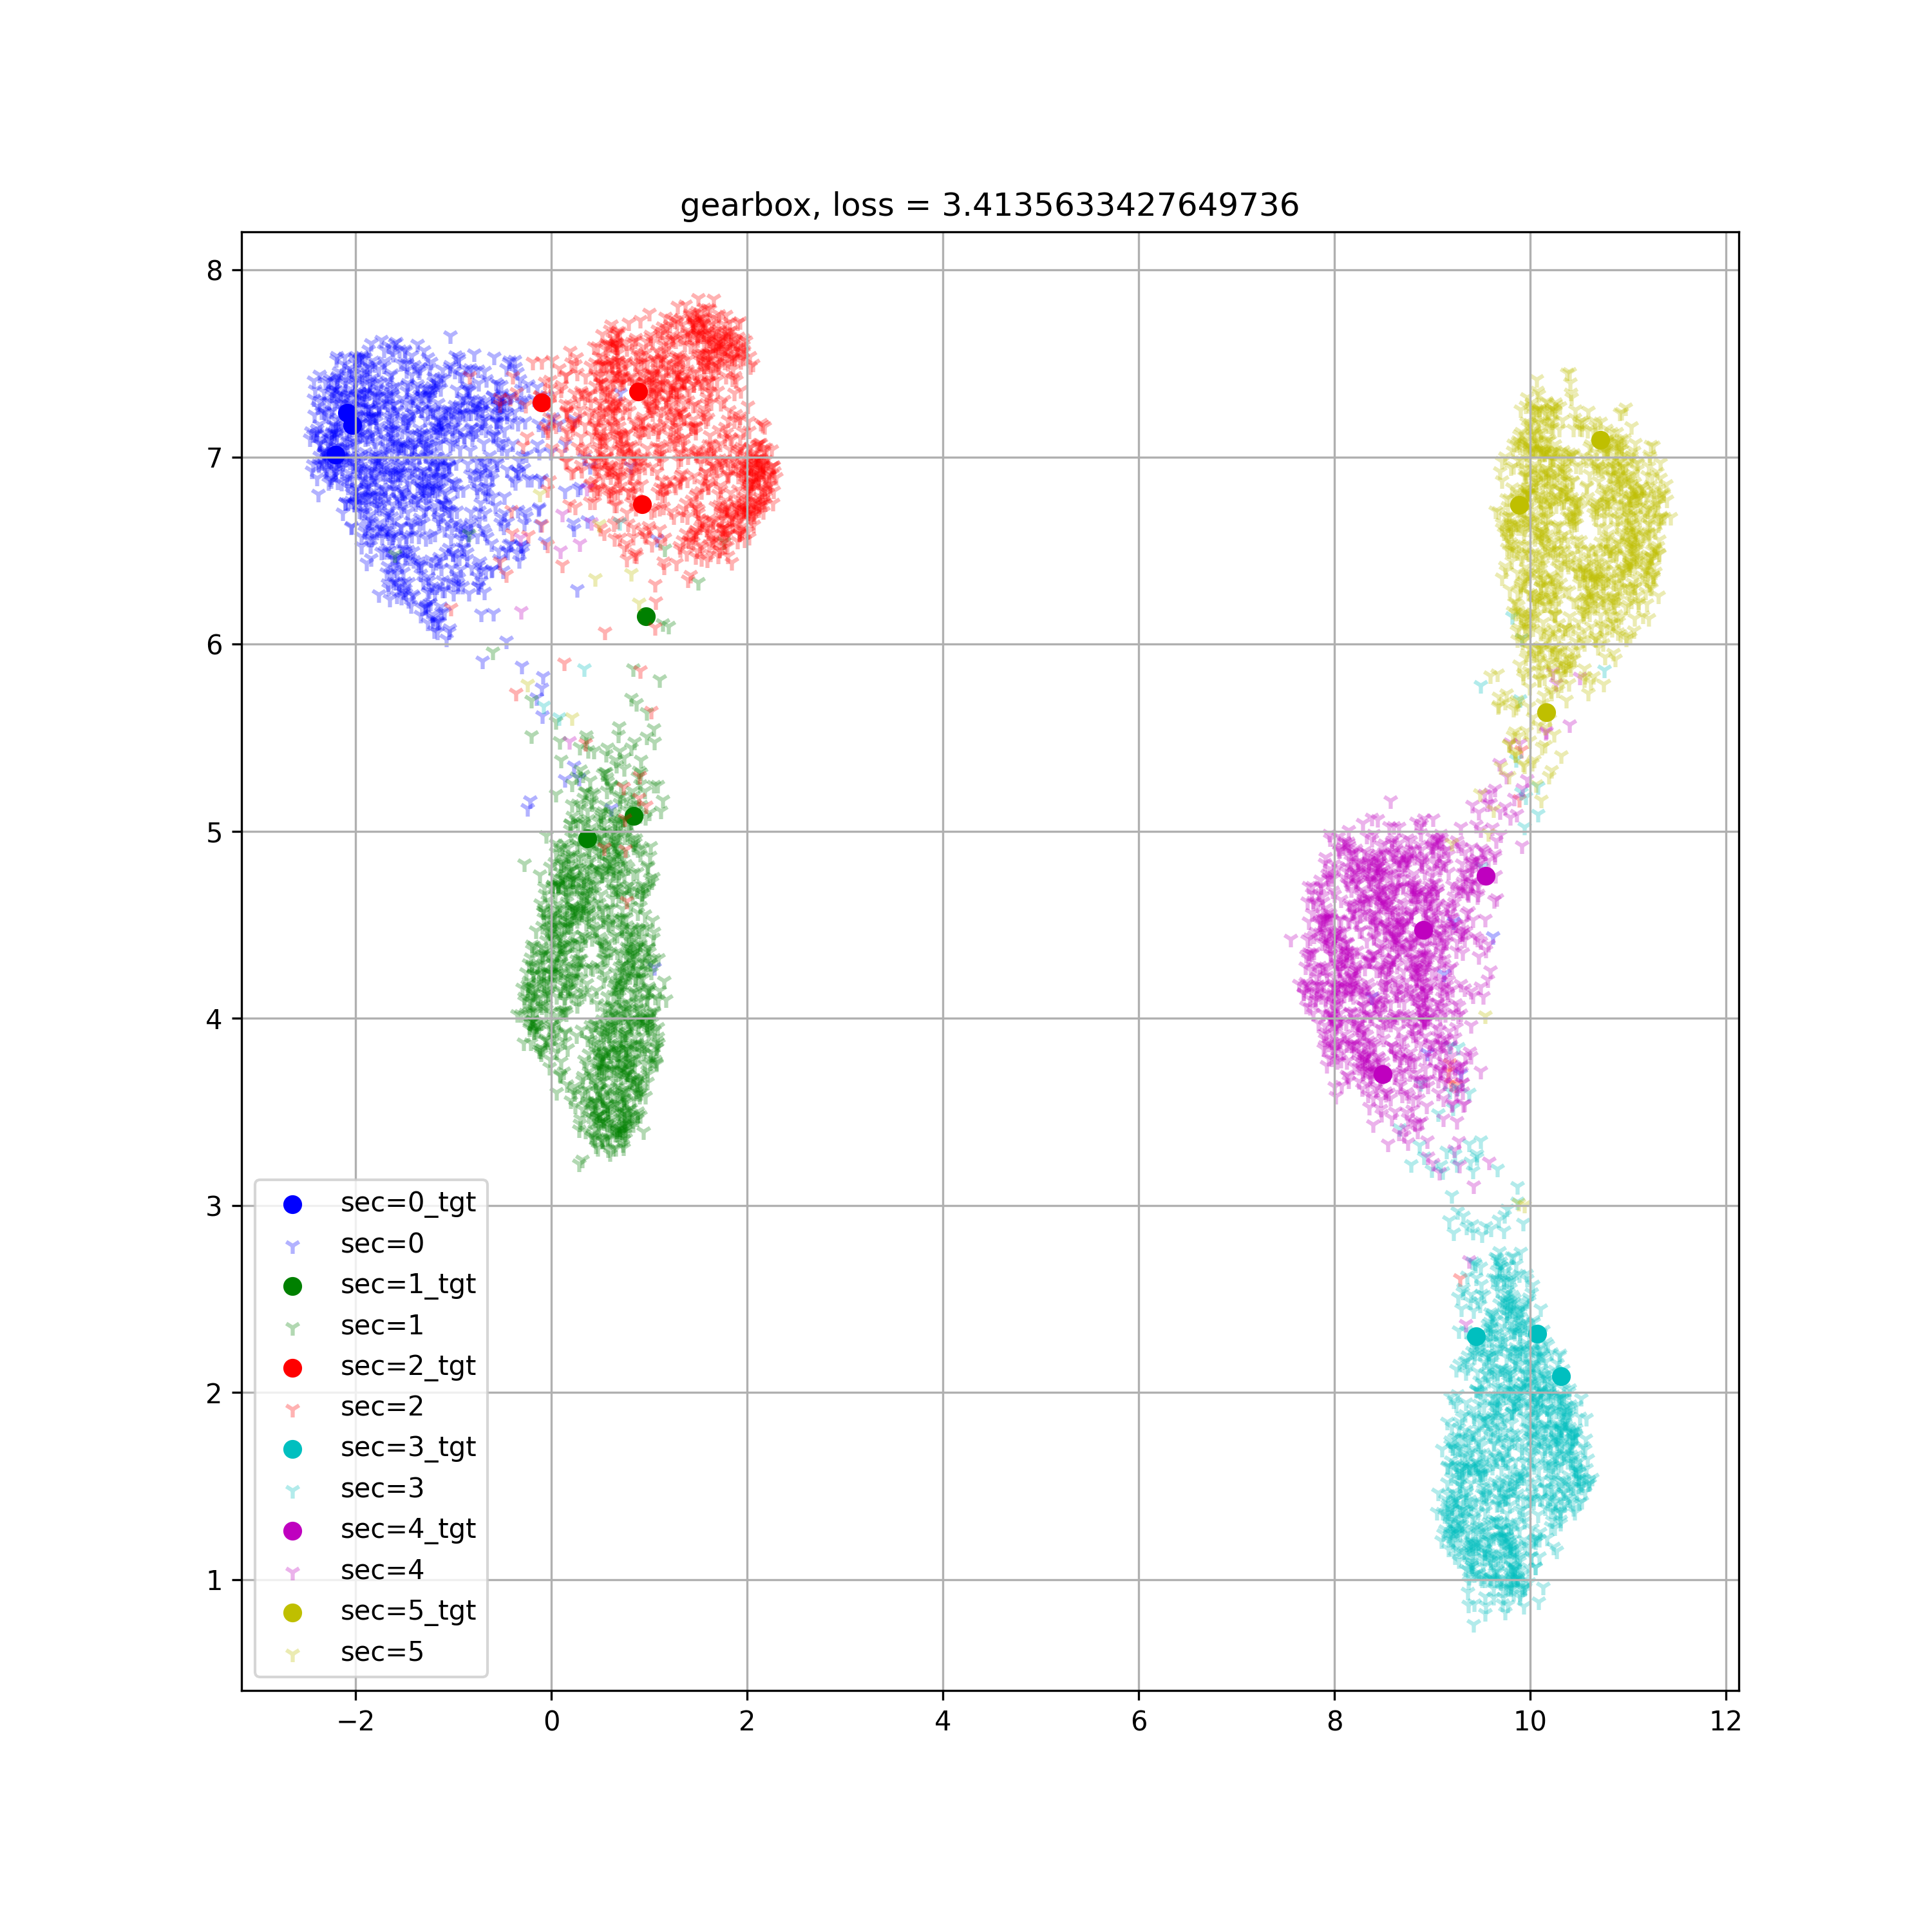 gearbox, loss = 3.4135633427649736
8
7
6
5
4
3
2
1
sec=0_tgt
sec=0
sec=1_tgt
sec=1
sec=2_tgt
sec=2
sec=3_tgt
sec=3
sec=4_tgt
sec=4
sec=5_tgt
sec=5
−2 0 2 4 6 8 10 12